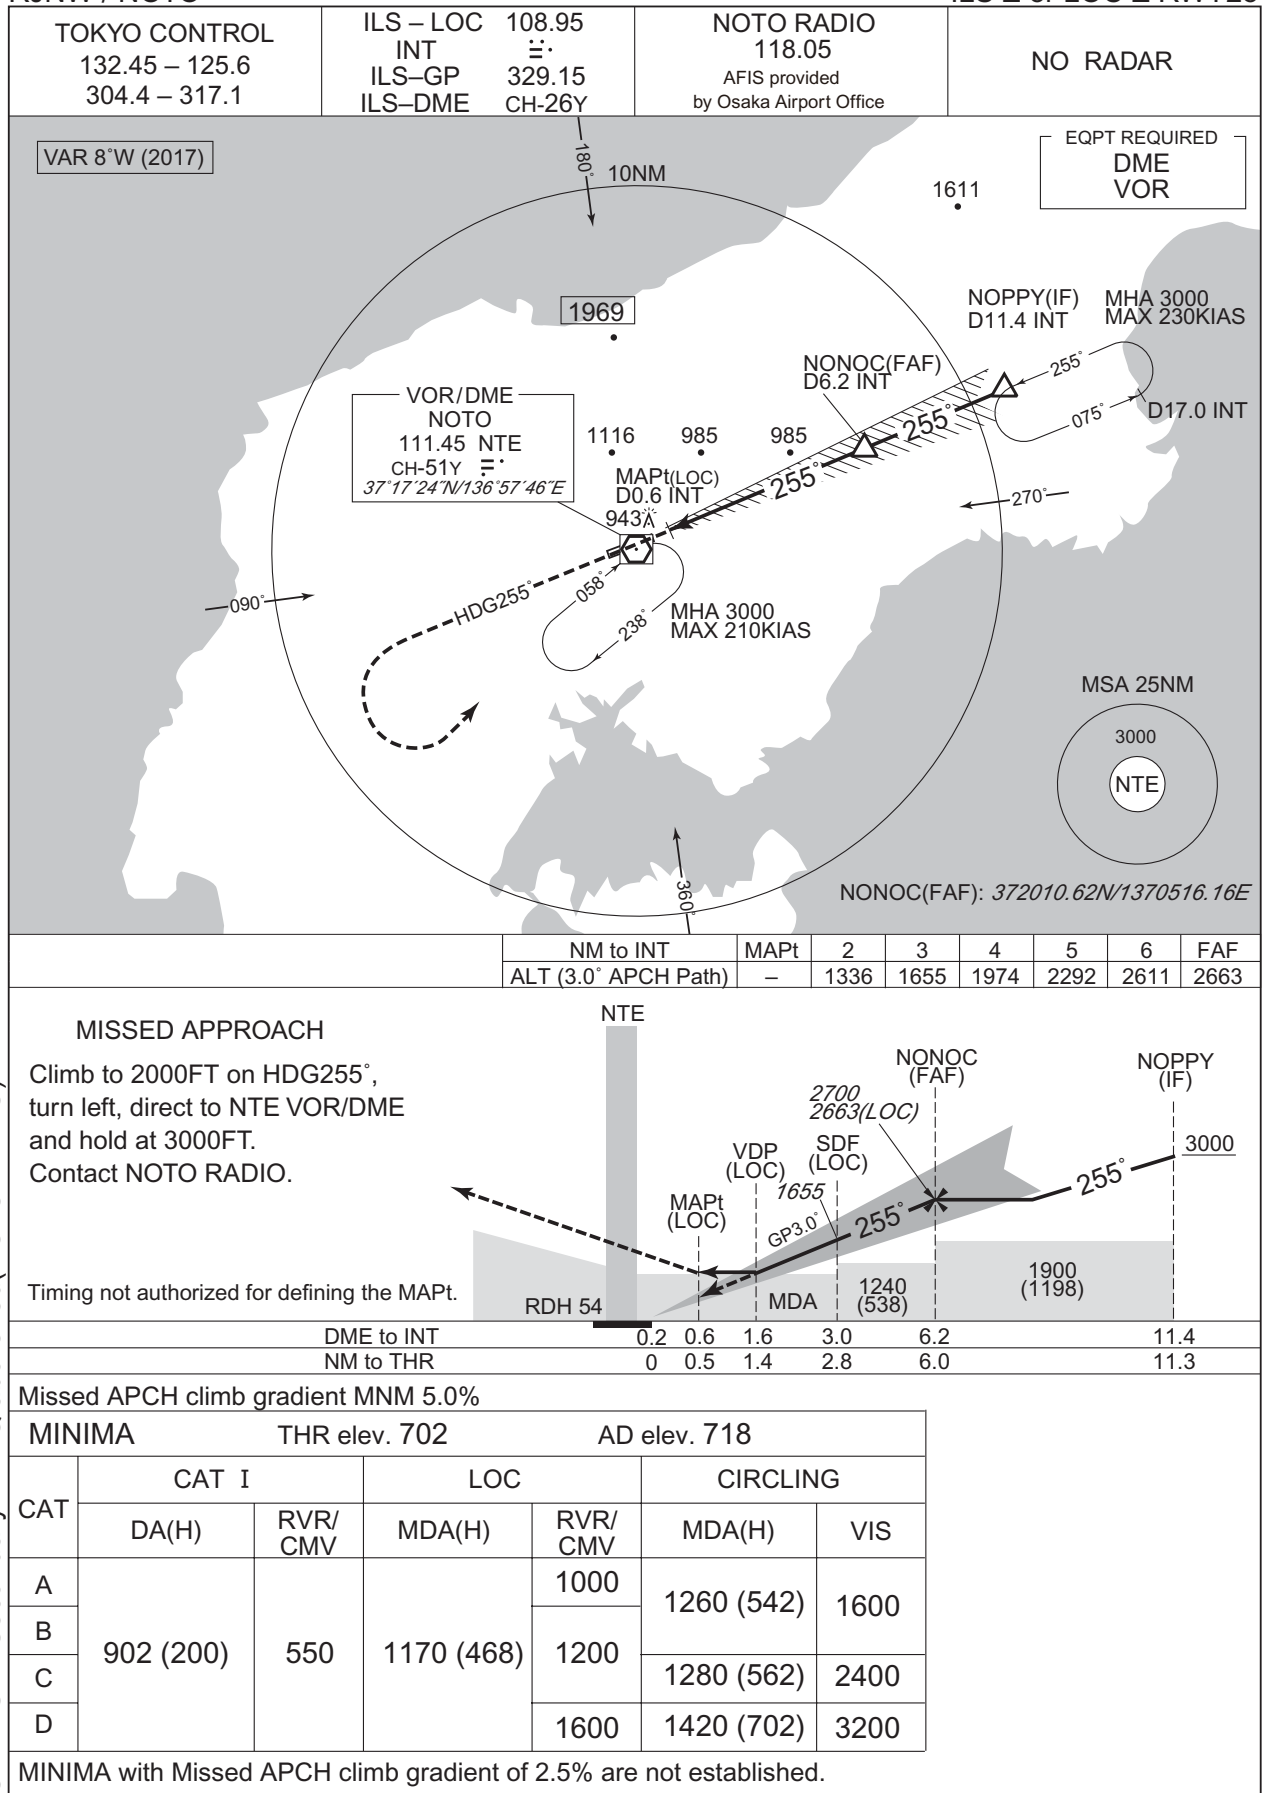 TOKYO CONTROL
132.45 – 125.6
304.4 – 317.1
ILS – LOC 108.95
INT
ILS–GP 329.15
ILS–DME CH-26Y
NOTO RADIO
118.05
AFIS provided
by Osaka Airport Office
NO RADAR
VAR 8˚W (2017)
180˚
10NM
1611
EQPT REQUIRED
DME
VOR
1969
NOPPY(IF)
D11.4 INT
MHA 3000
MAX 230KIAS
NONOC(FAF)
D6.2 INT
255˚
075˚
D17.0 INT
VOR/DME
NOTO
111.45 NTE
CH-51Y
37˚17´24˝N/136˚57´46˝E
1116
985
985
255˚
255˚
MAPt(LOC)
D0.6 INT
943
270˚
090˚
HDG255˚
058˚
238˚
MHA 3000
MAX 210KIAS
MSA 25NM
3000
NTE
360˚
NONOC(FAF): 372010.62N/1370516.16E
NM to INT MAPt 2 3 4 5 6 FAF
ALT (3.0˚ APCH Path) – 1336 1655 1974 2292 2611 2663
MISSED APPROACH
Climb to 2000FT on HDG255˚,
turn left, direct to NTE VOR/DME
and hold at 3000FT.
Contact NOTO RADIO.
Timing not authorized for defining the MAPt.
NTE
NONOC
(FAF)
NOPPY
(IF)
2700
2663(LOC)
VDP
(LOC)
SDF
(LOC)
3000
1655
MAPt
(LOC)
255˚
255˚
GP3.0˚
RDH 54
MDA
1240
(538)
1900
(1198)
DME to INT 0.2 0.6 1.6 3.0 6.2 11.4
NM to THR 0 0.5 1.4 2.8 6.0 11.3
Missed APCH climb gradient MNM 5.0%
MINIMA THR elev. 702 AD elev. 718
CAT CAT I LOC CIRCLING
DA(H) RVR/CMV MDA(H) RVR/CMV MDA(H) VIS
A 902 (200) 550 1170 (468) 1000 1260 (542) 1600
B 1200
C 1280 (562) 2400
D 1600 1420 (702) 3200
MINIMA with Missed APCH climb gradient of 2.5% are not established.